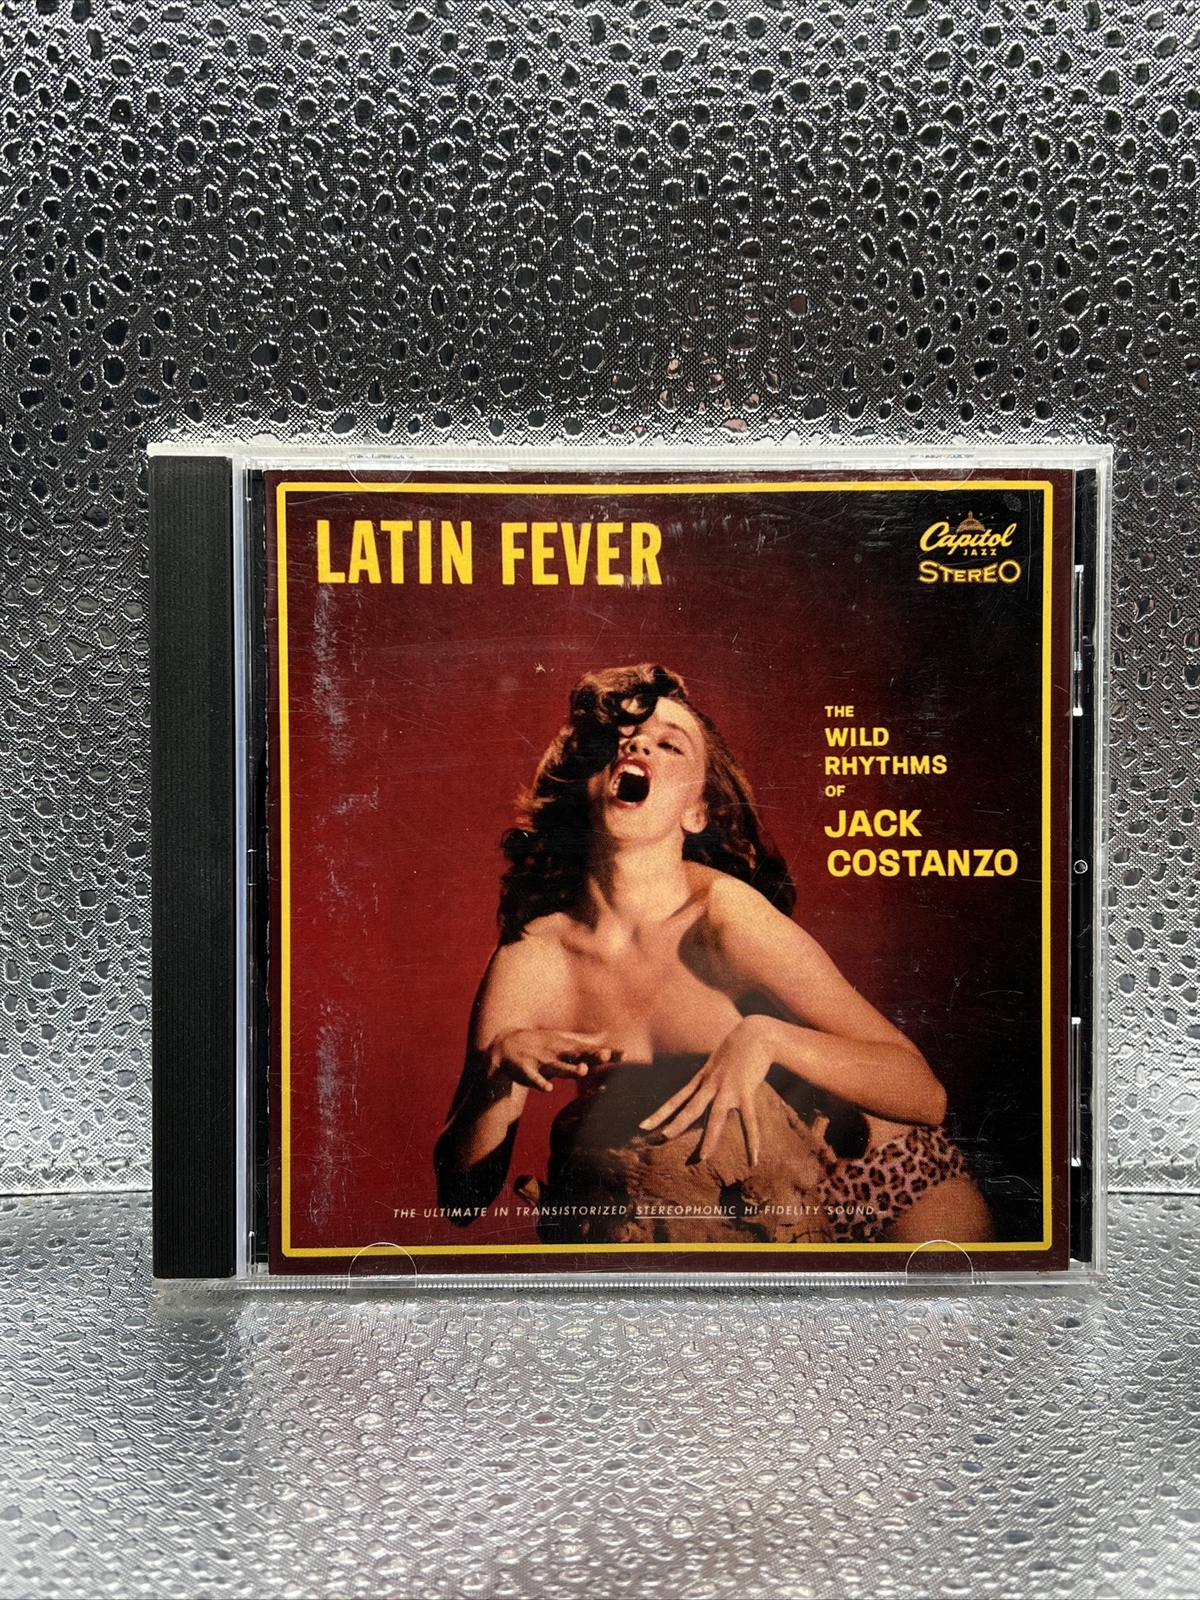 LATIN FEVER
Capitol
JAZZ
STEREO
THE
WILD
RHYTHMS
OF
JACK
COSTANZO
THE ULTIMATE IN TRANSISTORIZED STEREOPHONIC HI-FIDELITY SOUND